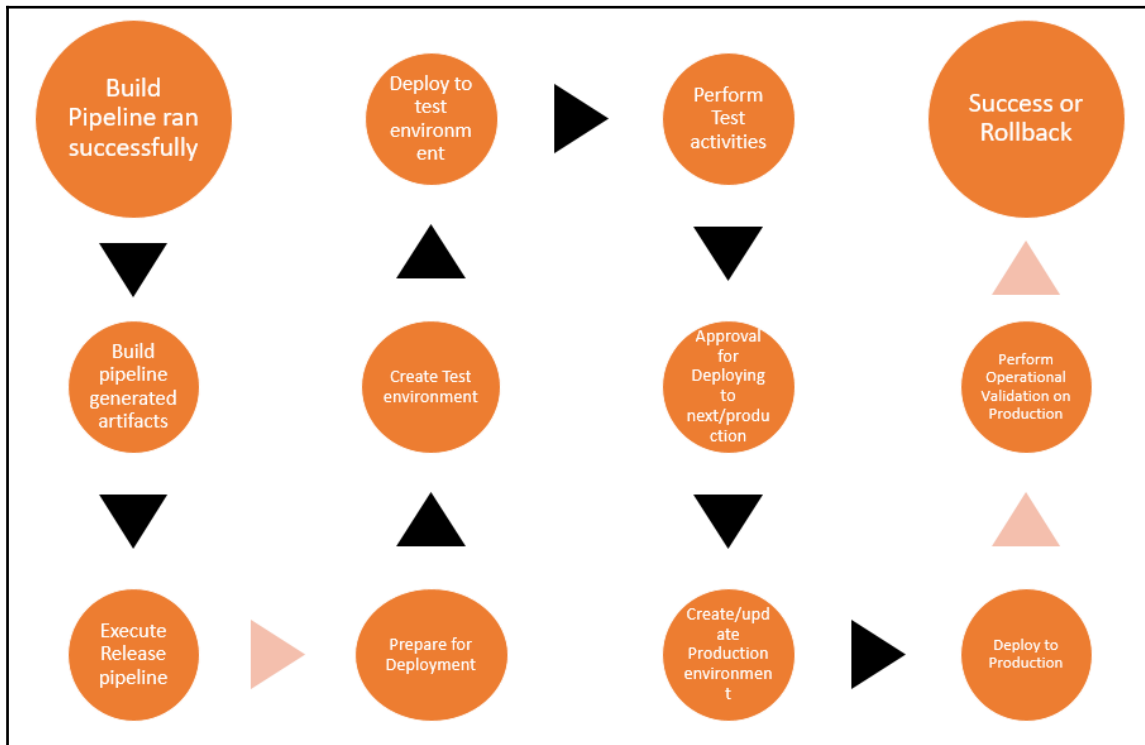 Build
Pipeline ran
successfully
Build
pipeline
generated
artifacts
Execute
Release
pipeline
Prepare for
Deployment
Create Test
environment
Deploy to
test
environm
ent
Perform
Test
activities
Approval
for
Deploying
to
next/produ
ction
Create/upd
ate
Production
environmen
t
Deploy to
Production
Perform
Operational
Validation on
Production
Success or
Rollback